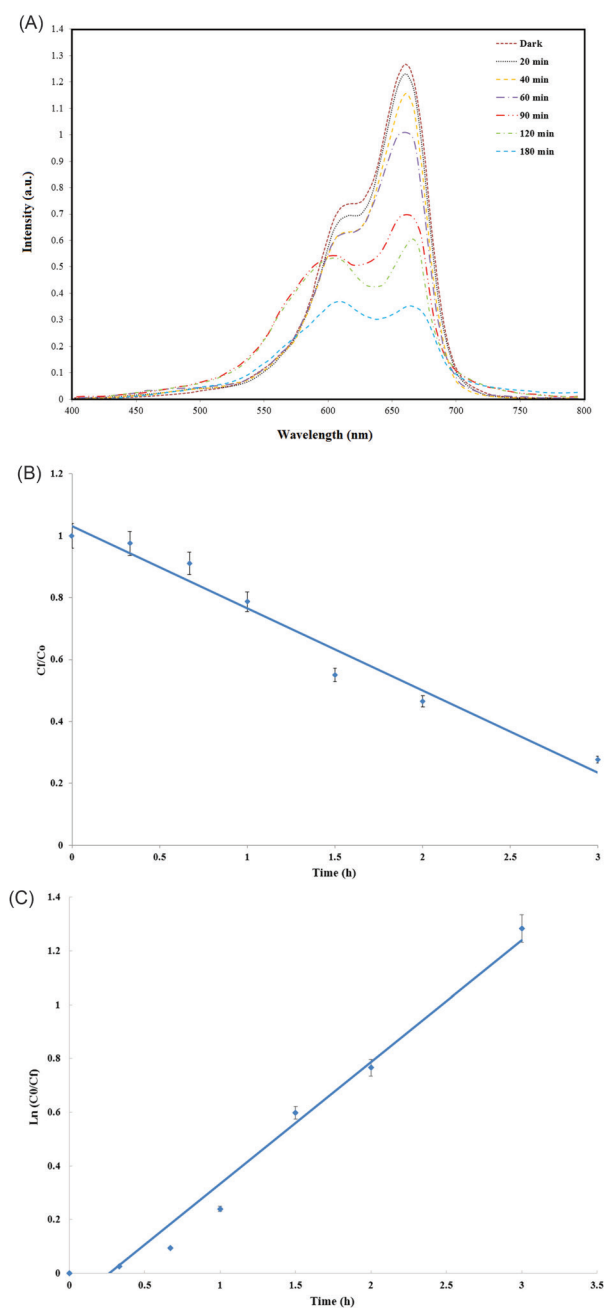 (A)
1.4
1.3
1.2
1.1
1
0.9
0.8
0.7
0.6
0.5
0.4
0.3
0.2
0.1
0
Intensity (a.u.)
Dark
20 min
40 min
60 min
90 min
120 min
180 min
400 450 500 550 600 650 700 750 800
Wavelength (nm)
(B)
1.2
1
0.8
0.6
0.4
0.2
0
Cf/Co
0 0.5 1 1.5 2 2.5 3
Time (h)
(C)
1.4
1.2
1
0.8
0.6
0.4
0.2
0
Ln (C0/Cf)
0 0.5 1 1.5 2 2.5 3 3.5
Time (h)